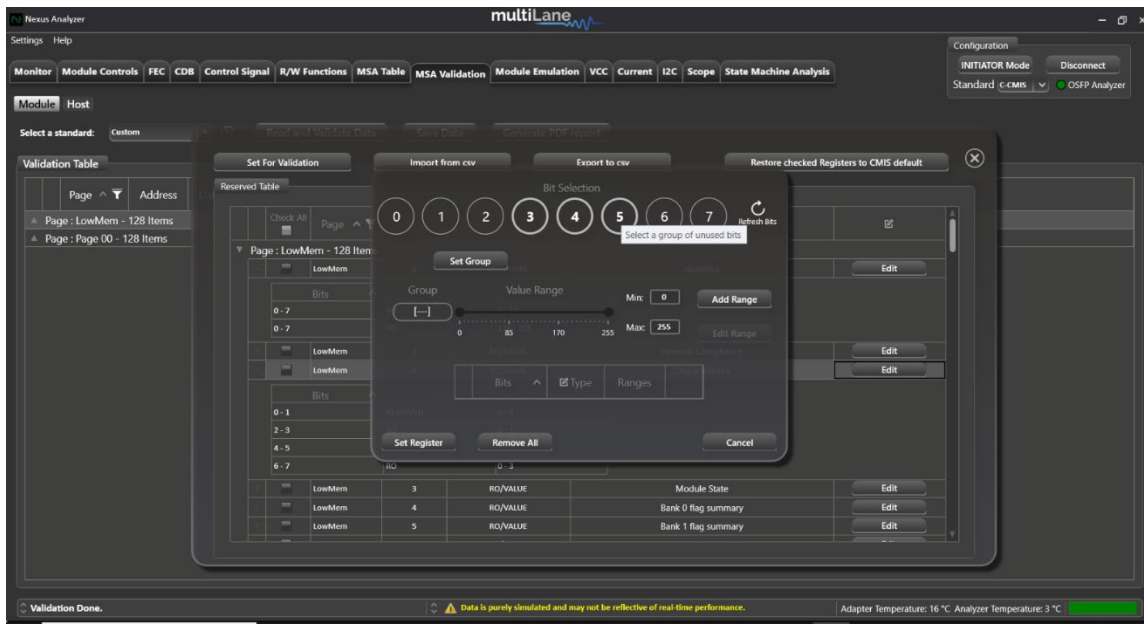 Nexus Analyzer
multiLane
Settings Help
Configuration
INITIATOR Mode Disconnect
Standard C-CMIS OSFP Analyzer
Monitor Module Controls FEC CDB Control Signal R/W Functions MSA Table MSA Validation Module Emulation VCC Current I2C Scope State Machine Analysis
Module Host
Select a standard: Custom Read and Validate Data Save Data Generate PDF report
Set For Validation Import from csv Export to csv Restore checked Registers to CMIS default
Validation Table
Reserved Table
Page Address
Page : LowMem - 128 Items
Page : Page 00 - 128 Items
Check All Page
Bit Selection
0 1 2 3 4 5 6 7 Refresh Bits
Select a group of unused bits
Page : LowMem - 128 Item
Set Group
LowMem Edit
Bits
Group Value Range
[---] Min: 0 Add Range
0 85 170 255 Max: 255 Edit Range
0 - 7
0 - 7
LowMem Edit
LowMem Edit
Bits Type Ranges
Bits
0 - 1
2 - 3
4 - 5
6 - 7 RO 0 - 3
Set Register Remove All Cancel
LowMem 3 RO/VALUE Module State Edit
LowMem 4 RO/VALUE Bank 0 flag summary Edit
LowMem 5 RO/VALUE Bank 1 flag summary Edit
Validation Done.
Data is purely simulated and may not be reflective of real-time performance.
Adapter Temperature: 16 °C Analyzer Temperature: 3 °C